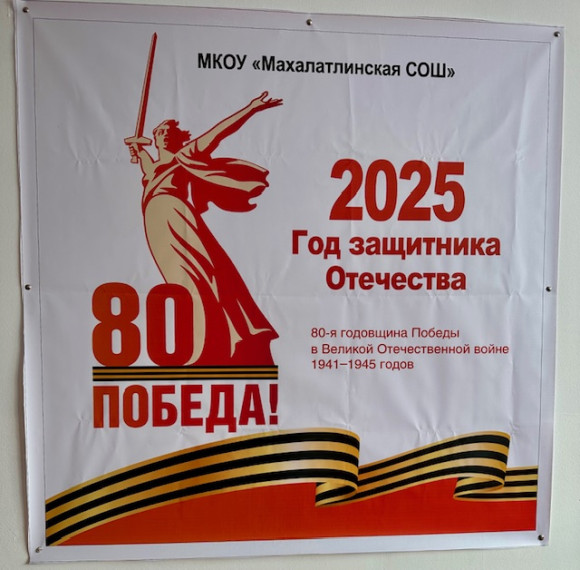 МКОУ «Махалатлинская СОШ»
2025
Год защитника
Отечества
80-я годовщина Победы
в Великой Отечественной войне
1941–1945 годов
80
ПОБЕДА!